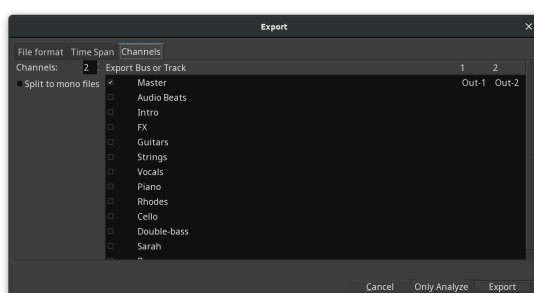 Export
File format Time Span Channels
Channels: 2 Export Bus or Track 1 2
Split to mono files Master Out-1 Out-2
Audio Beats
Intro
FX
Guitars
Strings
Vocals
Piano
Rhodes
Cello
Double-bass
Sarah
Cancel Only Analyze Export